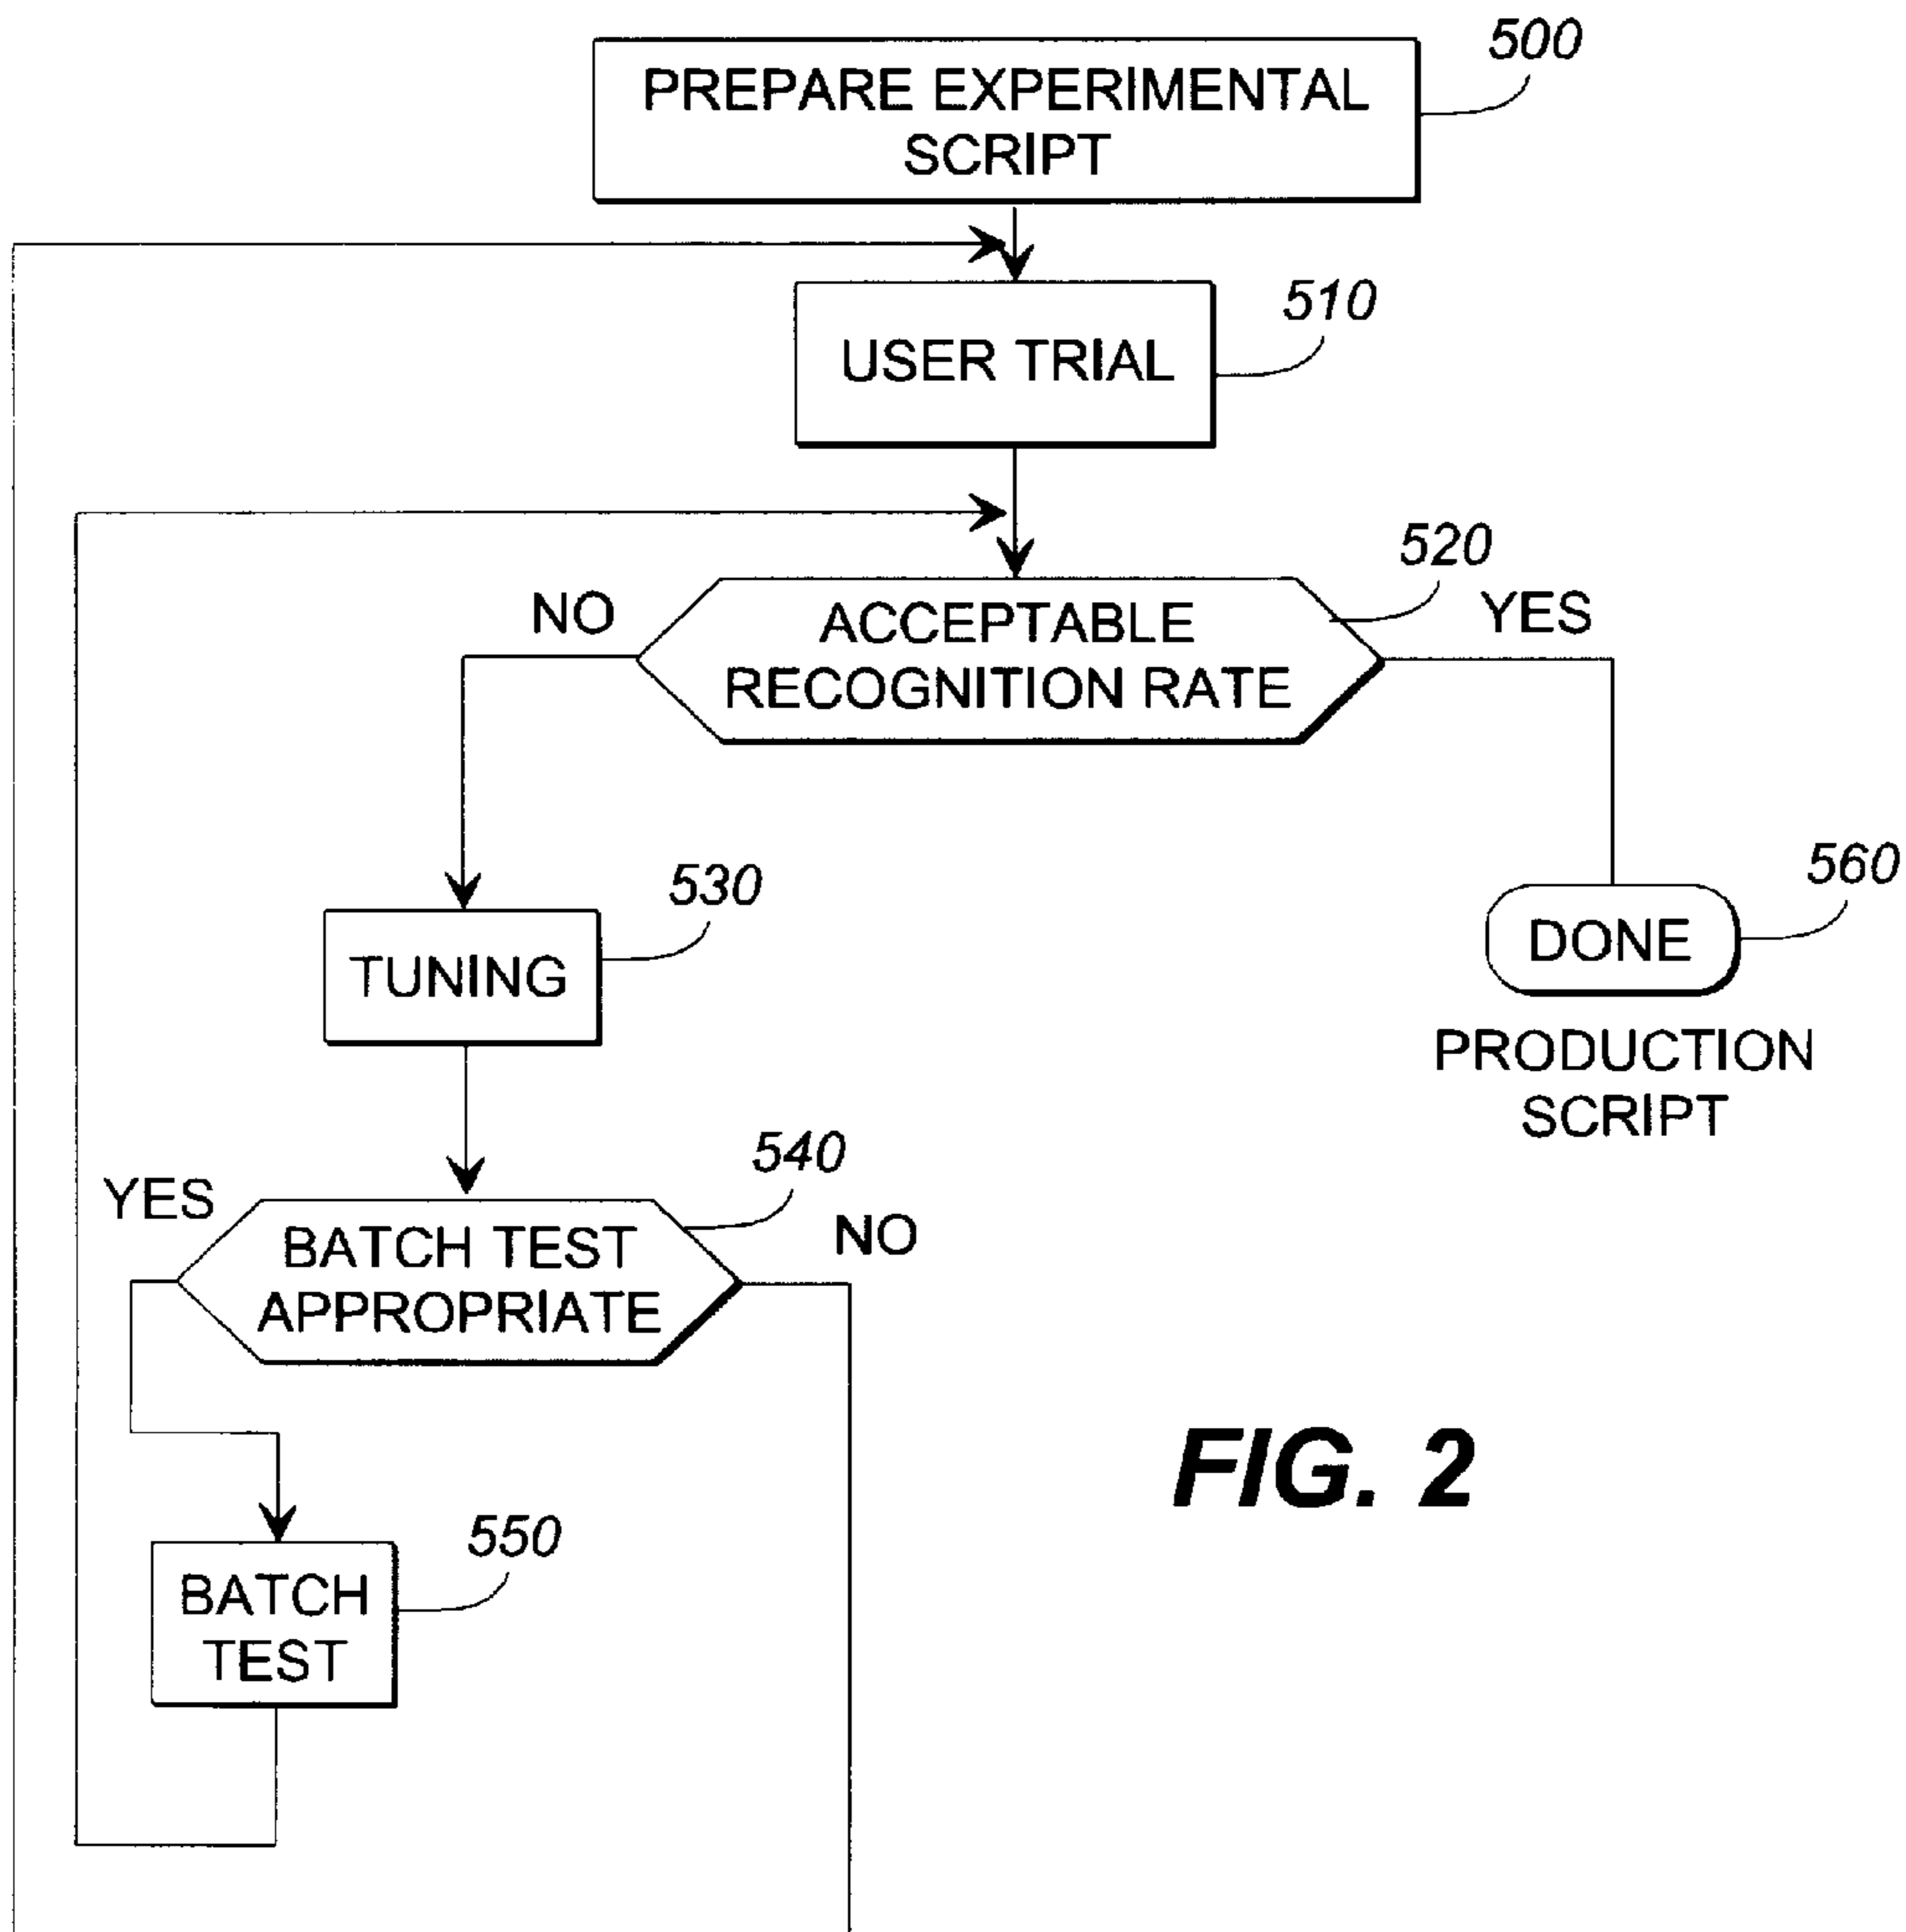 500
PREPARE EXPERIMENTAL
SCRIPT
510
USER TRIAL
520
NO
YES
ACCEPTABLE
RECOGNITION RATE
530
560
TUNING
DONE
PRODUCTION
SCRIPT
540
YES
NO
BATCH TEST
APPROPRIATE
FIG. 2
550
BATCH
TEST